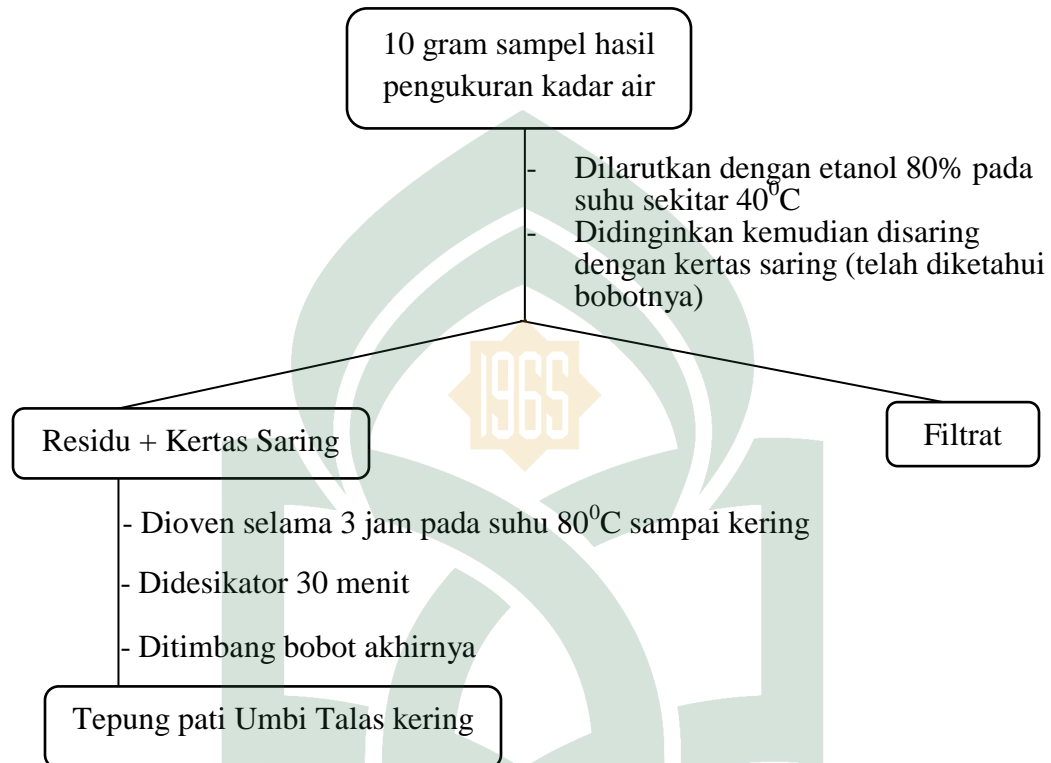 10 gram sampel hasil
pengukuran kadar air
- Dilarutkan dengan etanol 80% pada
suhu sekitar 40⁰C
- Didinginkan kemudian disaring
dengan kertas saring (telah diketahui
bobotnya)
1965
Residu + Kertas Saring
Filtrat
- Dioven selama 3 jam pada suhu 80⁰C sampai kering
- Didesikator 30 menit
- Ditimbang bobot akhirnya
Tepung pati Umbi Talas kering